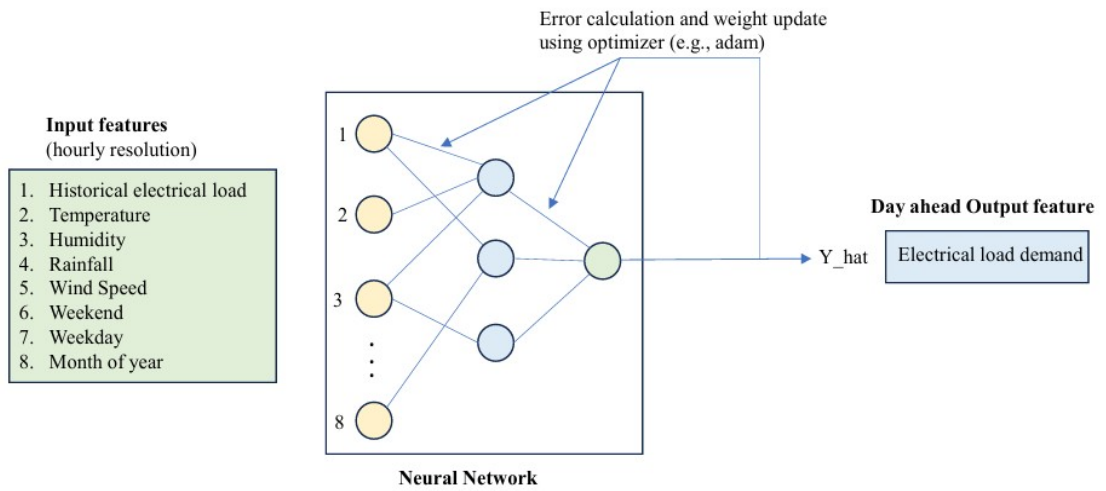 Error calculation and weight update
using optimizer (e.g., adam)
Input features
(hourly resolution)
1. Historical electrical load
2. Temperature
3. Humidity
4. Rainfall
5. Wind Speed
6. Weekend
7. Weekday
8. Month of year
1
2
3
8
Neural Network
Y_hat
Day ahead Output feature
Electrical load demand